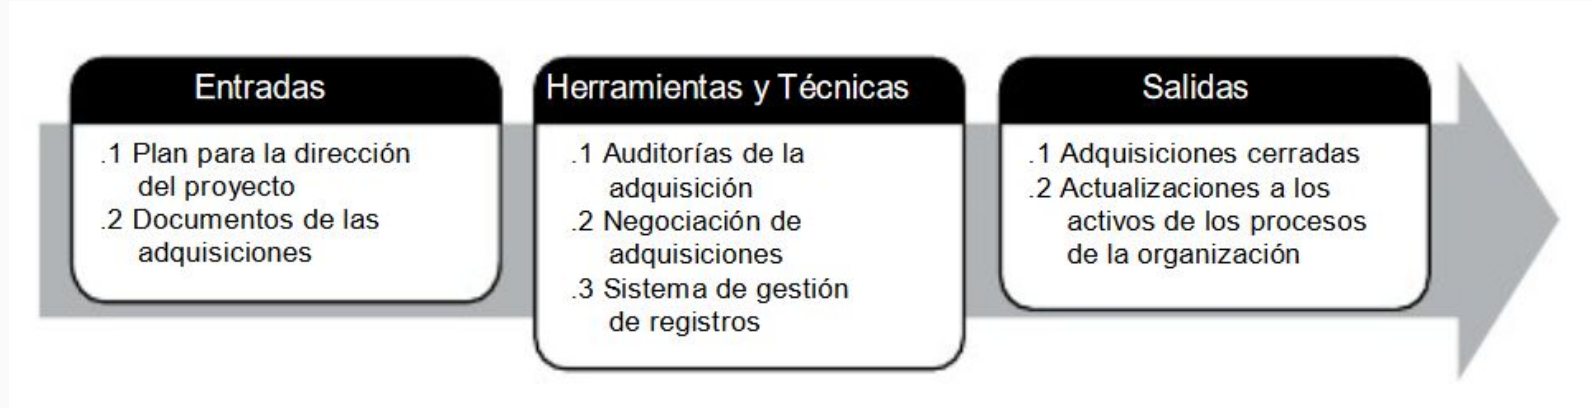 Entradas
.1 Plan para la dirección
del proyecto
.2 Documentos de las
adquisiciones
Herramientas y Técnicas
.1 Auditorías de la
adquisición
.2 Negociación de
adquisiciones
.3 Sistema de gestión
de registros
Salidas
.1 Adquisiciones cerradas
.2 Actualizaciones a los
activos de los procesos
de la organización